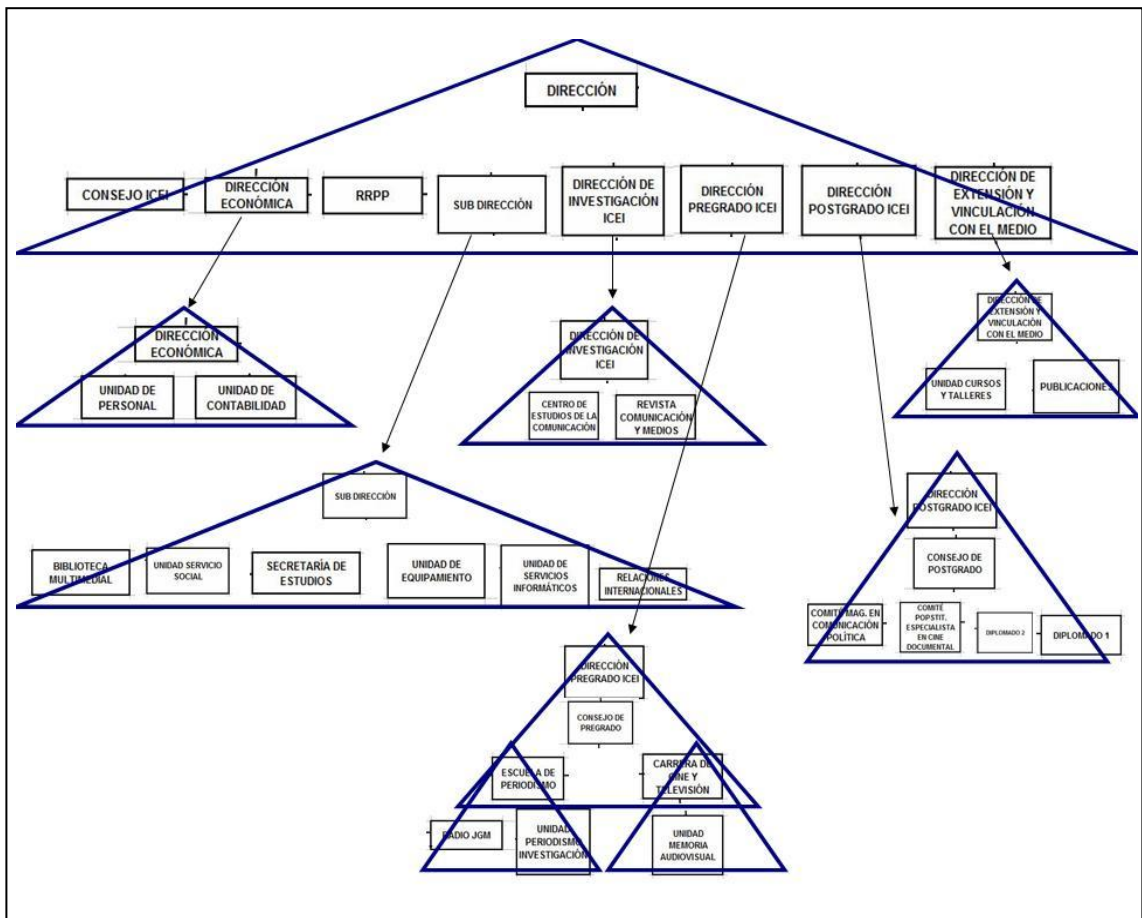 DIRECCIÓN
CONSEJO ICEI
DIRECCIÓN
ECONÓMICA
RRPP
SUB DIRECCIÓN
DIRECCIÓN DE
INVESTIGACIÓN
ICEI
DIRECCIÓN
PREGRADO ICEI
DIRECCIÓN
POSTGRADO ICEI
DIRECCIÓN DE
EXTENSIÓN Y
VINCULACIÓN
CON EL MEDIO
DIRECCIÓN
ECONÓMICA
UNIDAD DE
PERSONAL
UNIDAD DE
CONTABILIDAD
DIRECCIÓN DE
INVESTIGACIÓN
ICEI
CENTRO DE
ESTUDIOS DE LA
COMUNICACIÓN
REVISTA
COMUNICACIÓN
Y MEDIOS
DIRECCIÓN DE
EXTENSIÓN Y
VINCULACIÓN
CON EL MEDIO
UNIDAD CURSOS
Y TALLERES
PUBLICACIONES
SUB DIRECCIÓN
BIBLIOTECA
MULTIMEDIAL
UNIDAD SERVICIO
SOCIAL
SECRETARÍA DE
ESTUDIOS
UNIDAD DE
EQUIPAMIENTO
UNIDAD DE
SERVICIOS
INFORMÁTICOS
RELACIONES
INTERNACIONALES
DIRECCIÓN
POSTGRADO ICEI
CONSEJO DE
POSTGRADO
COMITÉ MAG. EN
COMUNICACIÓN
POLÍTICA
COMITÉ
POPSTIT.
ESPECIALISTA
EN CINE
DOCUMENTAL
DIPLOMADO 2
DIPLOMADO 1
DIRECCIÓN
PREGRADO ICEI
CONSEJO DE
PREGRADO
ESCUELA DE
PERIODISMO
CARRERA DE
CINE Y
TELEVISIÓN
RADIO JGM
UNIDAD
PERIODISMO
INVESTIGACIÓN
UNIDAD
MEMORIA
AUDIOVISUAL